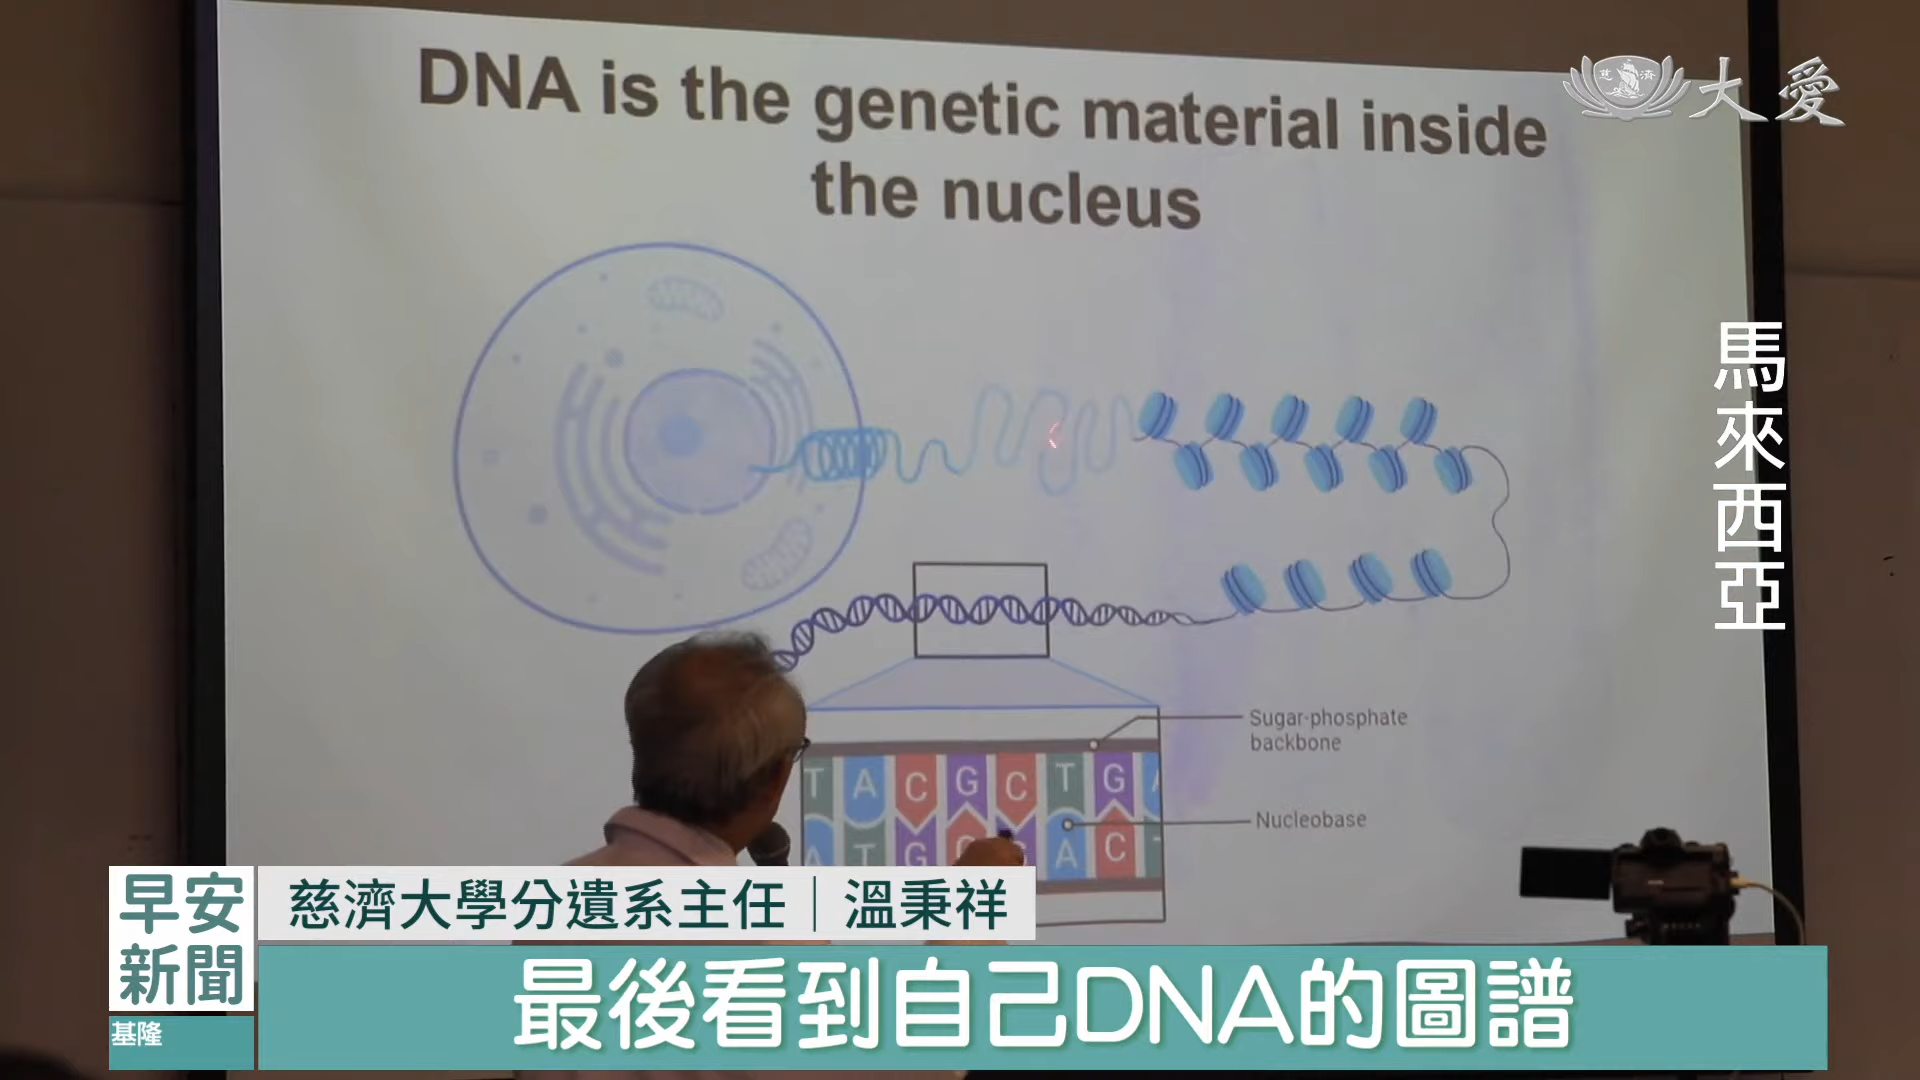 DNA is the genetic material inside
the nucleus
慈濟
大愛
馬來西亞
Sugar-phosphate
backbone
T A C G C T G A
Nucleobase
A T G A C
早安
新聞
慈濟大學分遺系主任｜溫秉祥
最後看到自己DNA的圖譜
基隆